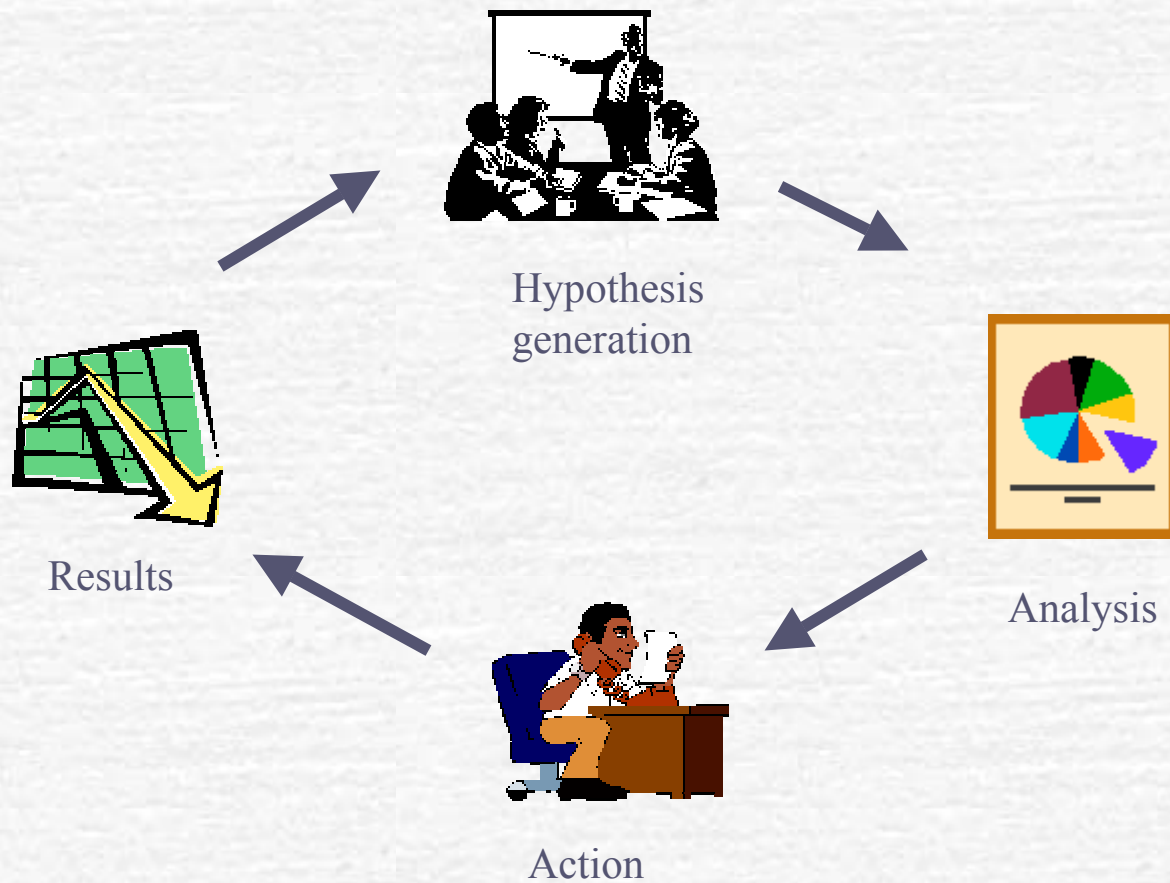 Hypothesis
generation
Results
Analysis
Action